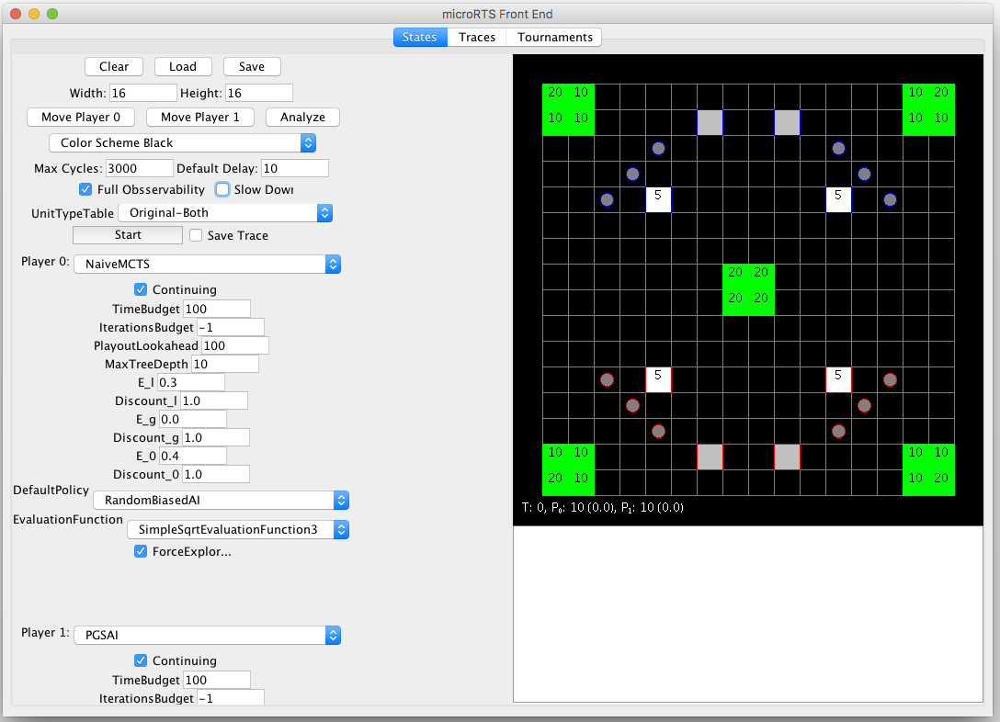 microRTS Front End
States Traces Tournaments
Clear Load Save
Width: 16 Height: 16
Move Player 0 Move Player 1 Analyze
Color Scheme Black
Max Cycles: 3000 Default Delay: 10
Full Obsservability Slow Down
UnitTypeTable Original-Both
Start Save Trace
Player 0: NaiveMCTS
Continuing
TimeBudget 100
IterationsBudget -1
PlayoutLookahead 100
MaxTreeDepth 10
E_l 0.3
Discount_l 1.0
E_g 0.0
Discount_g 1.0
E_0 0.4
Discount_0 1.0
DefaultPolicy RandomBiasedAI
EvaluationFunction SimpleSqrtEvaluationFunction3
ForceExplor...
Player 1: PGSAI
Continuing
TimeBudget 100
IterationsBudget -1
20 10 10 20
10 10 10 10
5 5
20 20
20 20
5 5
10 10 10 10
20 10 10 20
T: 0, P₀: 10 (0.0), P₁: 10 (0.0)